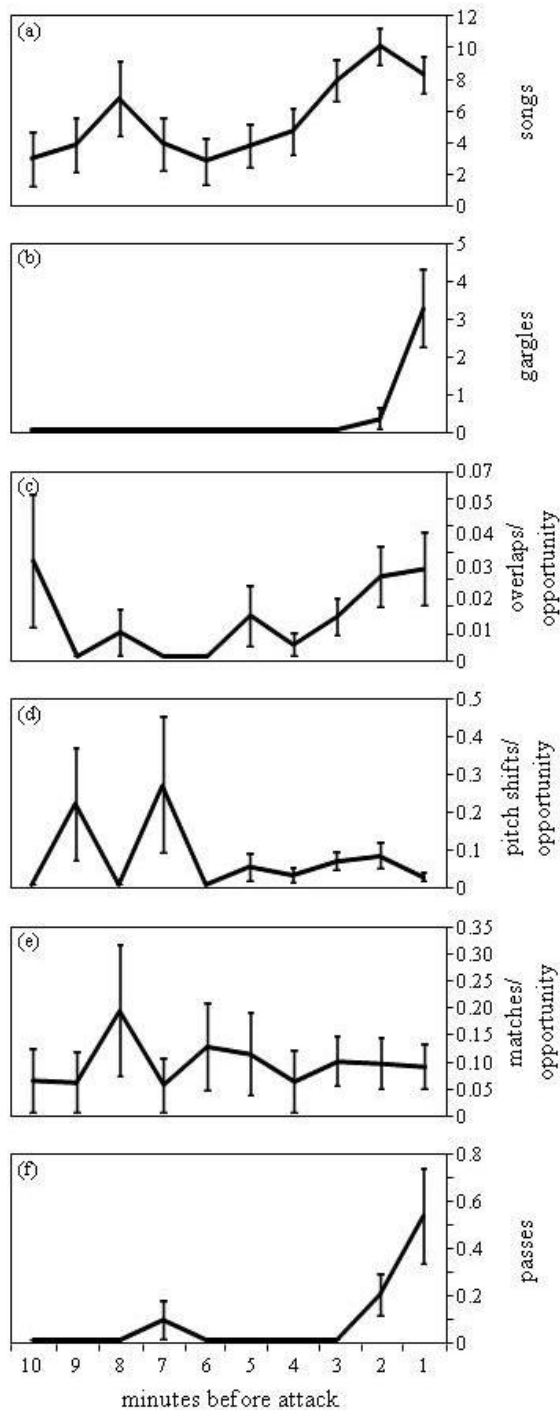 (a)
12
10
8
6
4
2
0
songs
(b)
5
4
3
2
1
0
gargles
(c)
0.07
0.05
0.04
0.03
0.02
0.01
0
overlaps/
opportunity
(d)
0.5
0.4
0.3
0.2
0.1
0
pitch shifts/
opportunity
(e)
0.35
0.30
0.25
0.20
0.15
0.10
0.05
0
matches/
opportunity
(f)
0.8
0.6
0.4
0.2
0
passes
10 9 8 7 6 5 4 3 2 1
minutes before attack